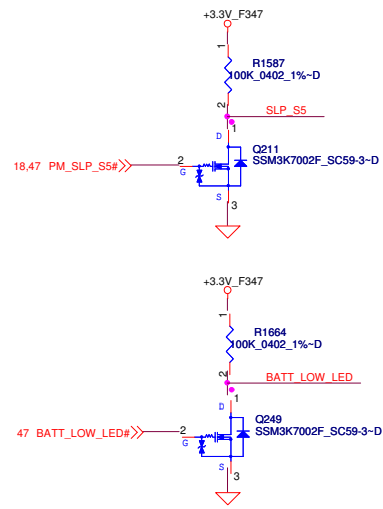 +3.3V_F347
1
R1587
100K_0402_1%~D
2
SLP_S5
1
D
Q211
SSM3K7002F_SC59-3~D
18,47 PM_SLP_S5#
2
G
S
3
+3.3V_F347
1
R1664
100K_0402_1%~D
2
BATT_LOW_LED
1
D
Q249
SSM3K7002F_SC59-3~D
47 BATT_LOW_LED#
2
G
S
3